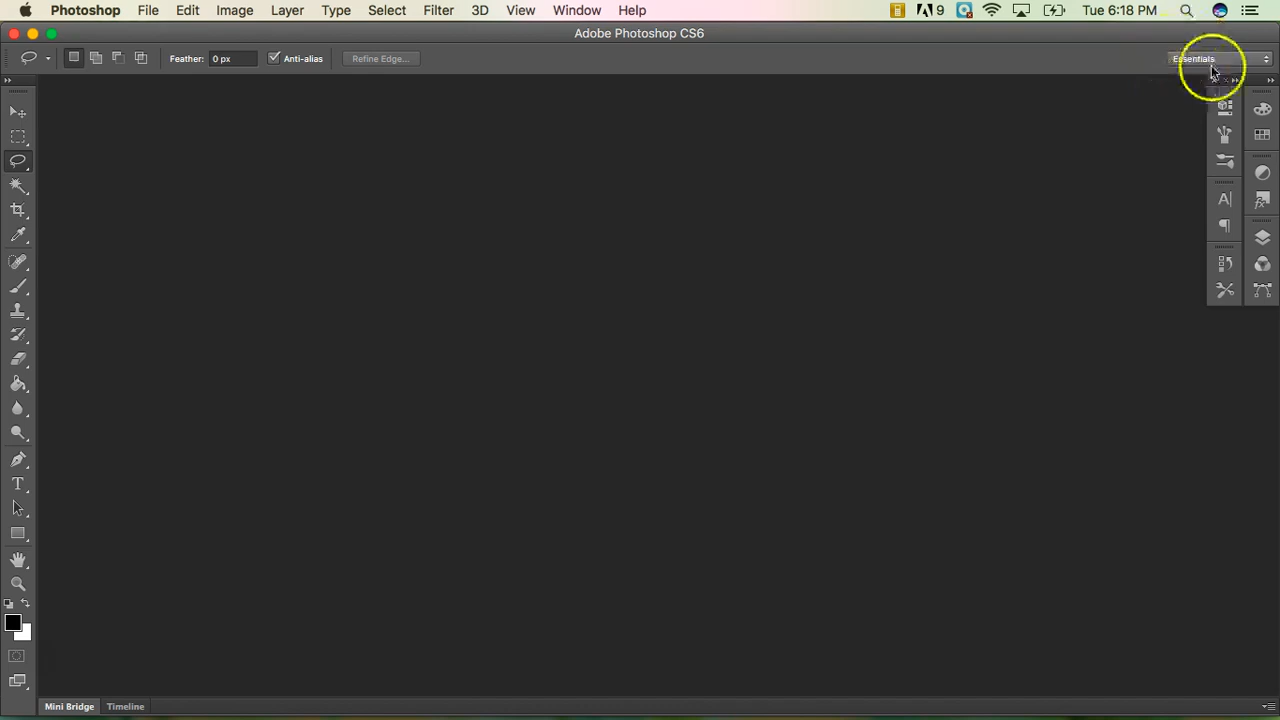 Photoshop File Edit Image Layer Type Select Filter 3D View Window Help 9 Tue 6:18 PM
Adobe Photoshop CS6
Feather: 0 px Anti-alias Refine Edge... Essentials
A
T
Mini Bridge Timeline